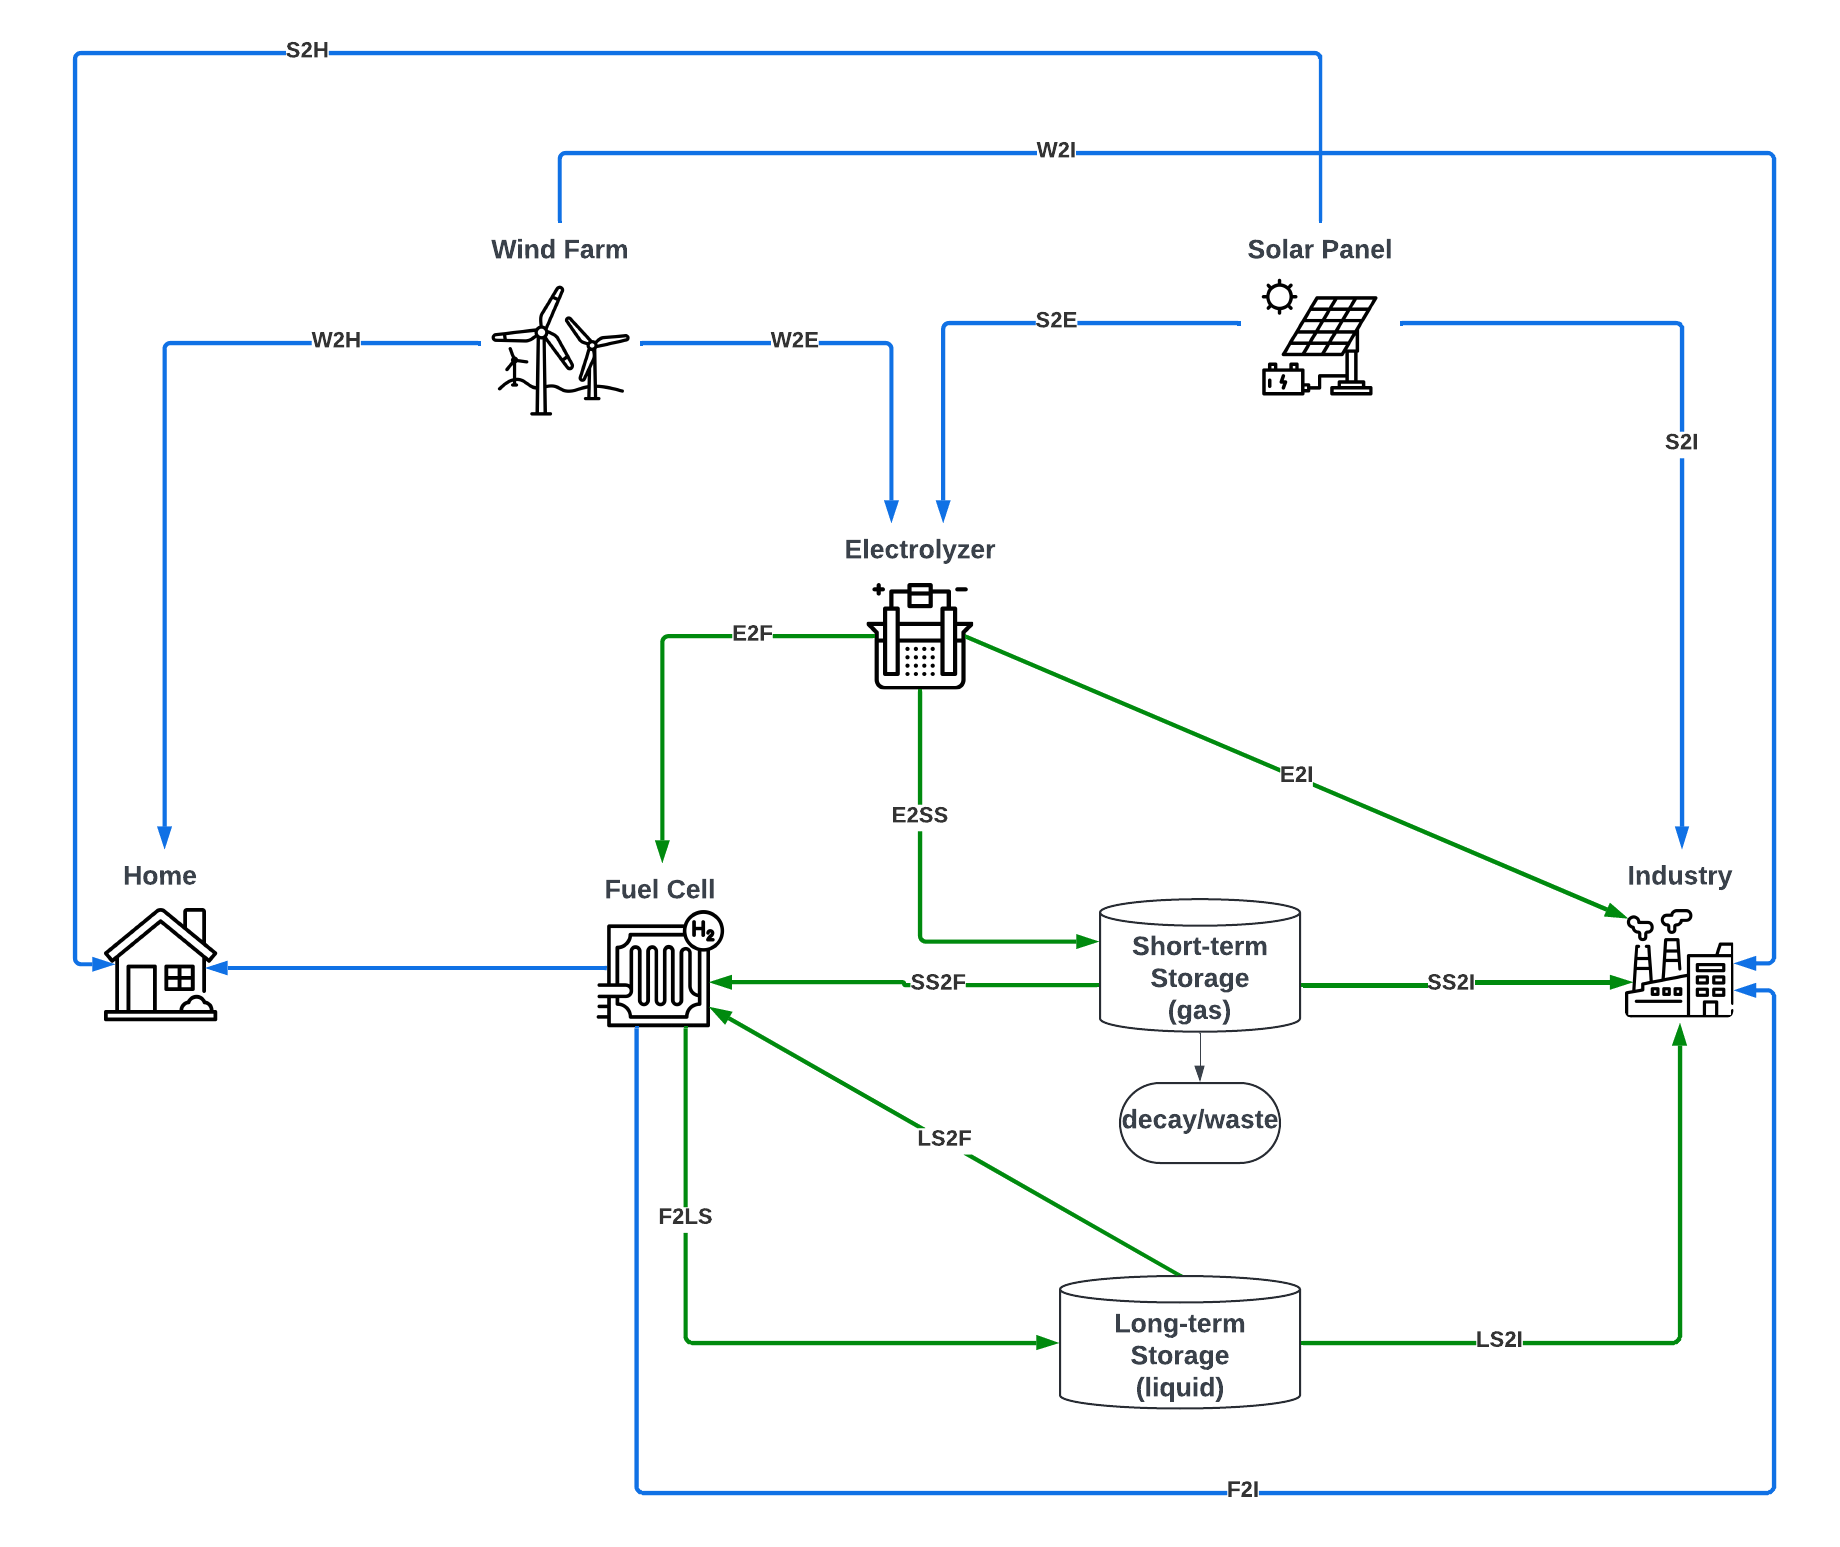 S2H
W2I
Wind Farm
Solar Panel
S2E
W2H
W2E
S2I
Electrolyzer
+
-
E2F
E2I
E2SS
Home
Industry
Fuel Cell
H2
Short-term
Storage
(gas)
SS2F
SS2I
decay/waste
LS2F
F2LS
Long-term
Storage
(liquid)
LS2I
F2I